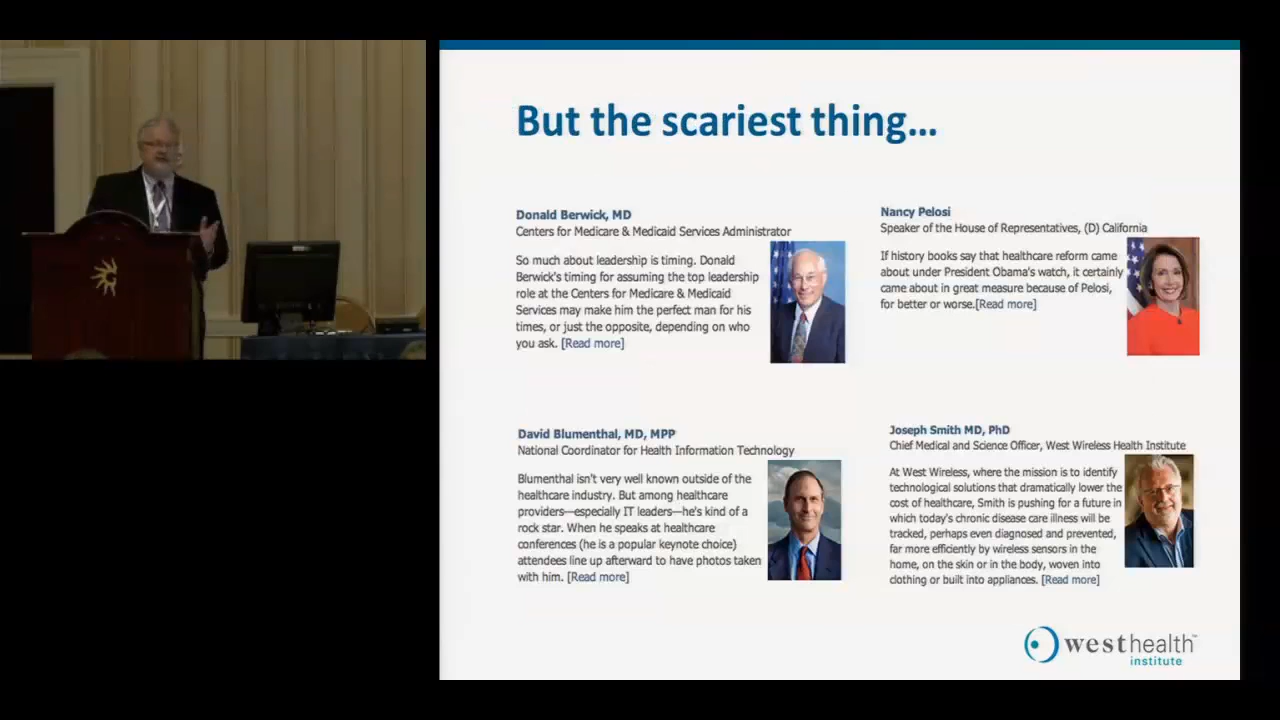 But the scariest thing...
Donald Berwick, MD
Centers for Medicare & Medicaid Services Administrator
So much about leadership is timing. Donald
Berwick's timing for assuming the top leadership
role at the Centers for Medicare & Medicaid
Services may make him the perfect man for his
times, or just the opposite, depending on who
you ask. [Read more]
Nancy Pelosi
Speaker of the House of Representatives, (D) California
If history books say that healthcare reform came
about under President Obama's watch, it certainly
came about in great measure because of Pelosi,
for better or worse.[Read more]
David Blumenthal, MD, MPP
National Coordinator for Health Information Technology
Blumenthal isn't very well known outside of the
healthcare industry. But among healthcare
providers—especially IT leaders—he's kind of a
rock star. When he speaks at healthcare
conferences (he is a popular keynote choice)
attendees line up afterward to have photos taken
with him. [Read more]
Joseph Smith MD, PhD
Chief Medical and Science Officer, West Wireless Health Institute
At West Wireless, where the mission is to identify
technological solutions that dramatically lower the
cost of healthcare, Smith is pushing for a future in
which today's chronic disease care illness will be
tracked, perhaps even diagnosed and prevented,
far more efficiently by wireless sensors in the
home, on the skin or in the body, woven into
clothing or built into appliances. [Read more]
westhealth™
institute